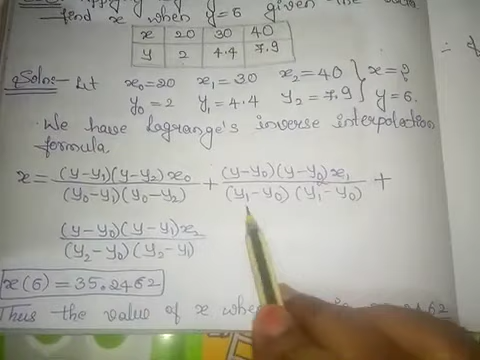 find x when y=6 given the
x 20 30 40
y 2 4.4 7.9
Solne- Let x₀=20 x₁=30 x₂=40 } x=?
y₀=2 y₁=4.4 y₂=7.9 } y=6.
We have Lagrange's inverse interpolation
formula
x = (y-y₁)(y-y₂)x₀ / (y₀-y₁)(y₀-y₂) + (y-y₀)(y-y₀)x₁ / (y₁-y₀)(y₁-y₀) +
(y-y₀)(y-y₁)x₂ / (y₂-y₀)(y₂-y₁)
x(6) = 35.2462
Thus the value of x